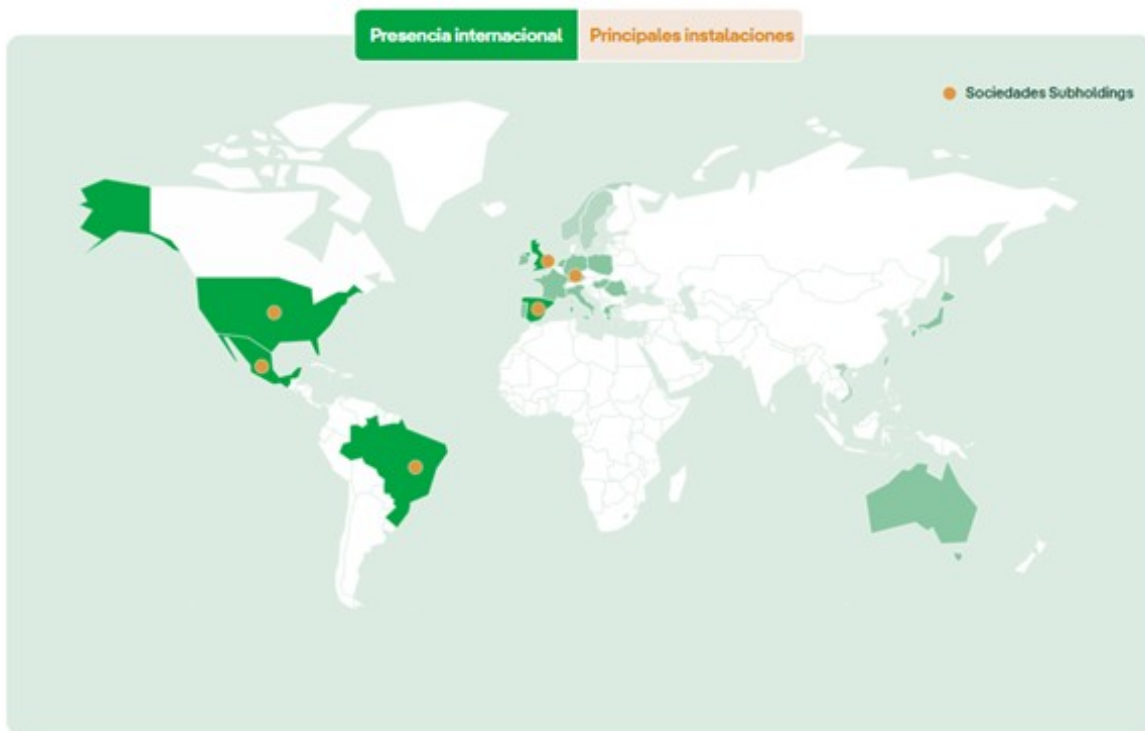 Presencia internacional
Principales instalaciones
Sociedades Subholdings